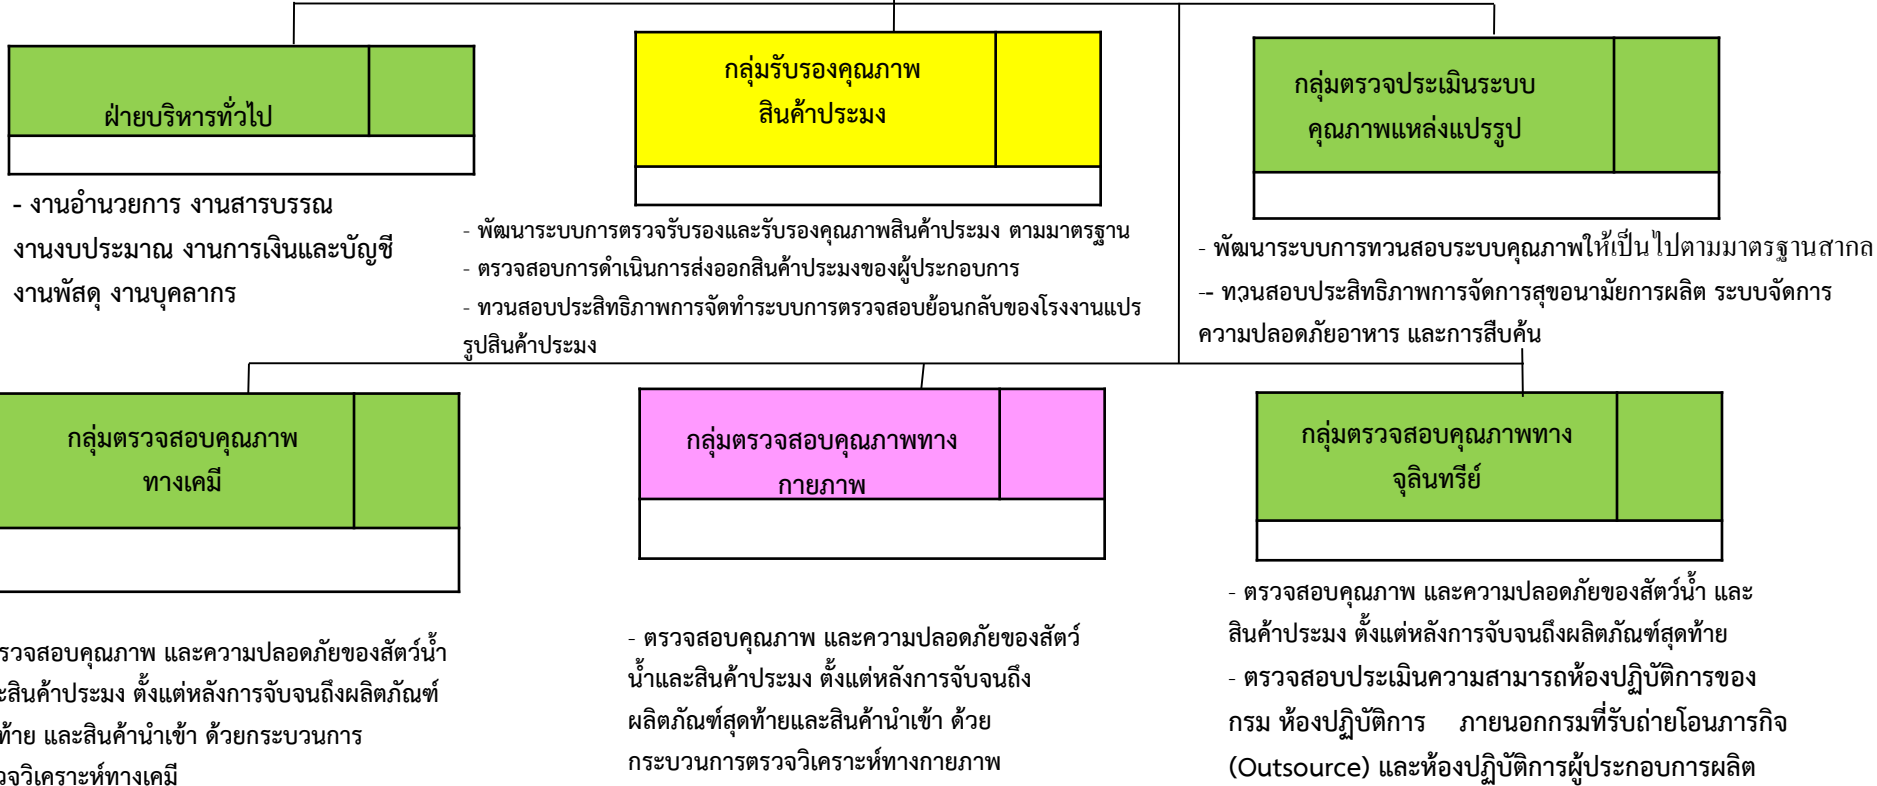 ฝ่ายบริหารทั่วไป
- งานอำนวยการ งานสารบรรณ
งานงบประมาณ งานการเงินและบัญชี
งานพัสดุ งานบุคลากร
กลุ่มรับรองคุณภาพ
สินค้าประมง
- พัฒนาระบบการตรวจรับรองและรับรองคุณภาพสินค้าประมง ตามมาตรฐาน
- ตรวจสอบการดำเนินการส่งออกสินค้าประมงของผู้ประกอบการ
- ทวนสอบประสิทธิภาพการจัดทำระบบการตรวจสอบย้อนกลับของโรงงานแปร
รูปสินค้าประมง
กลุ่มตรวจประเมินระบบ
คุณภาพแหล่งแปรรูป
- พัฒนาระบบการทวนสอบระบบคุณภาพให้เป็นไปตามมาตรฐานสากล
-- ทวนสอบประสิทธิภาพการจัดการสุขอนามัยการผลิต ระบบจัดการ
ความปลอดภัยอาหาร และการสืบค้น
กลุ่มตรวจสอบคุณภาพ
ทางเคมี
รวจสอบคุณภาพ และความปลอดภัยของสัตว์น้ำ
ะสินค้าประมง ตั้งแต่หลังการจับจนถึงผลิตภัณฑ์
ท้าย และสินค้านำเข้า ด้วยกระบวนการ
วจวิเคราะห์ทางเคมี
กลุ่มตรวจสอบคุณภาพทาง
กายภาพ
- ตรวจสอบคุณภาพ และความปลอดภัยของสัตว์
น้ำและสินค้าประมง ตั้งแต่หลังการจับจนถึง
ผลิตภัณฑ์สุดท้ายและสินค้านำเข้า ด้วย
กระบวนการตรวจวิเคราะห์ทางกายภาพ
กลุ่มตรวจสอบคุณภาพทาง
จุลินทรีย์
- ตรวจสอบคุณภาพ และความปลอดภัยของสัตว์น้ำ และ
สินค้าประมง ตั้งแต่หลังการจับจนถึงผลิตภัณฑ์สุดท้าย
- ตรวจสอบประเมินความสามารถห้องปฏิบัติการของ
กรม ห้องปฏิบัติการ ภายนอกกรมที่รับถ่ายโอนภารกิจ
(Outsource) และห้องปฏิบัติการผู้ประกอบการผลิต